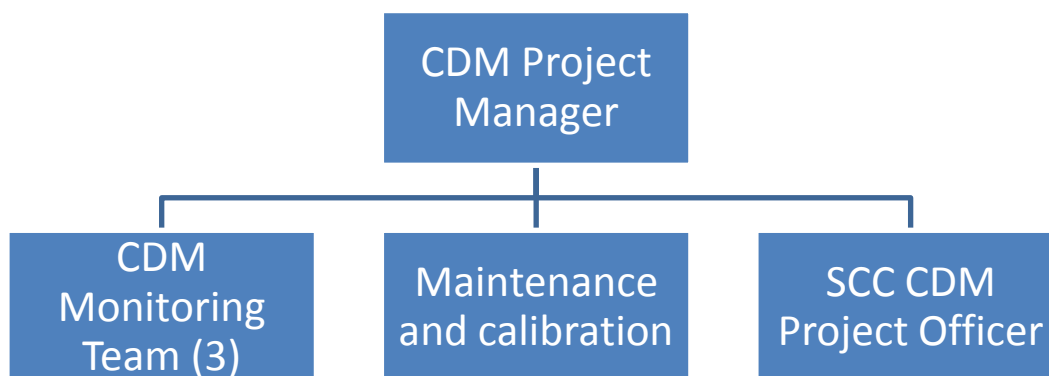 CDM Project
Manager
CDM
Monitoring
Team (3)
Maintenance
and calibration
SCC CDM
Project Officer